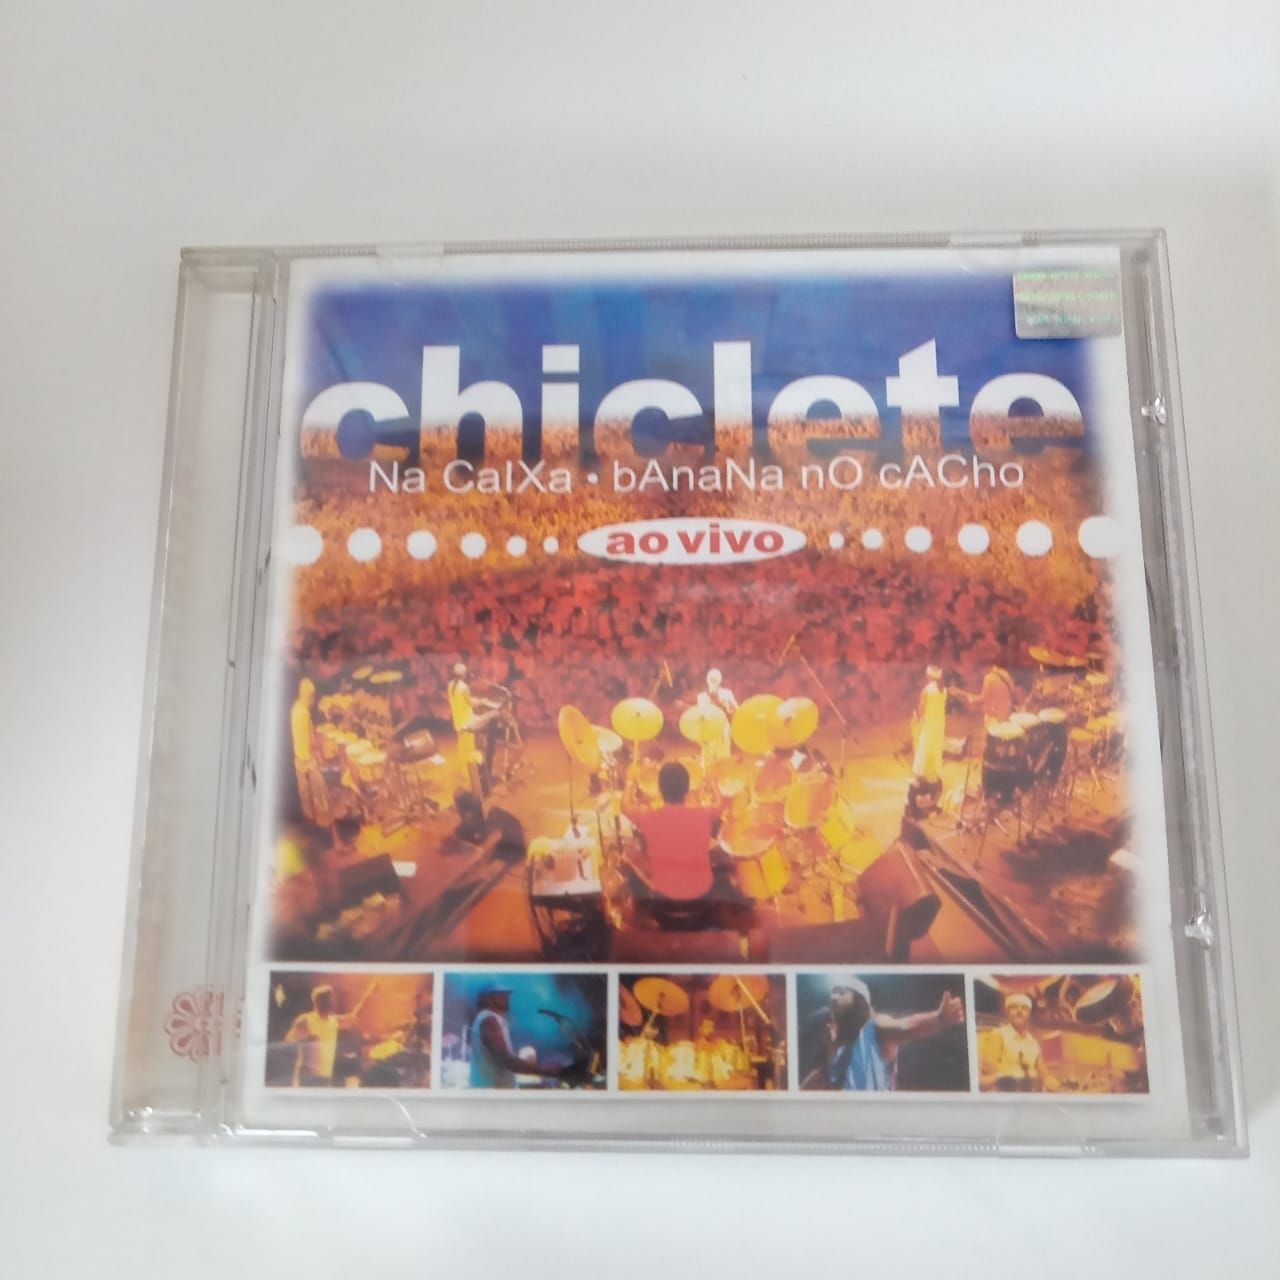 chiclete
Na CaIXa • bAnaNa nO cACho
ao vivo